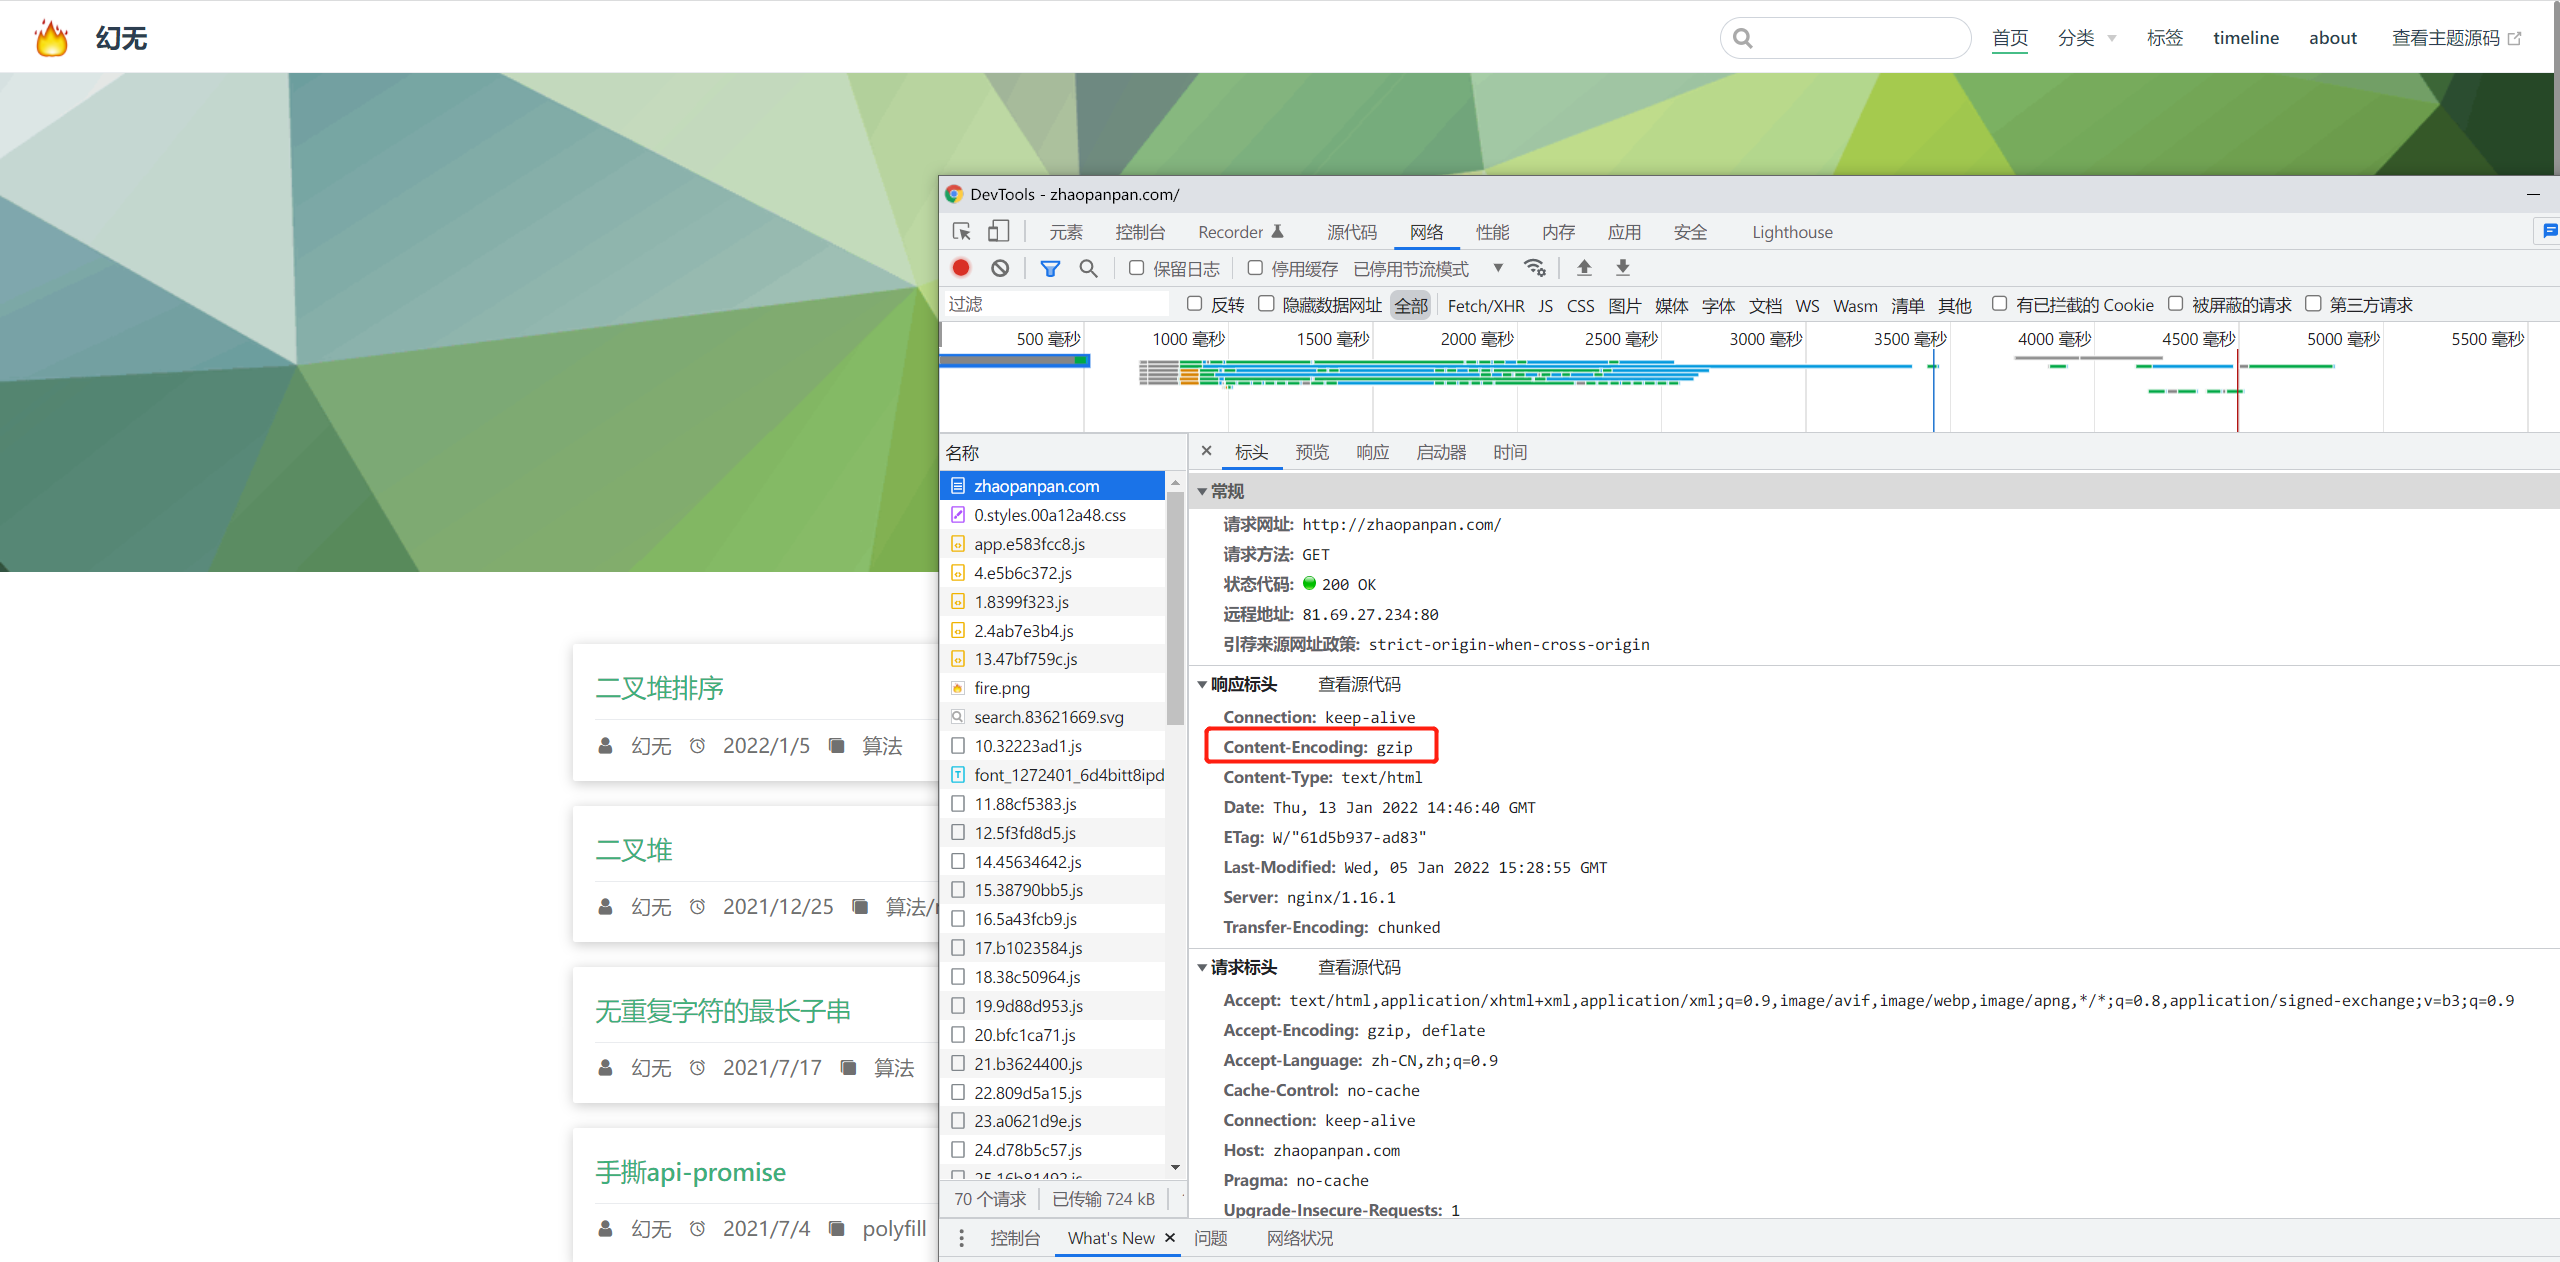 幻无
首页 分类 标签 timeline about 查看主题源码
DevTools - zhaopanpan.com/
元素 控制台 Recorder 源代码 网络 性能 内存 应用 安全 Lighthouse
保留日志 停用缓存 已停用节流模式
过滤 反转 隐藏数据网址 全部 Fetch/XHR JS CSS 图片 媒体 字体 文档 WS Wasm 清单 其他 有已拦截的 Cookie 被屏蔽的请求 第三方请求
500 毫秒 1000 毫秒 1500 毫秒 2000 毫秒 2500 毫秒 3000 毫秒 3500 毫秒 4000 毫秒 4500 毫秒 5000 毫秒 5500 毫秒
名称
zhaopanpan.com
0.styles.00a12a48.css
app.e583fcc8.js
4.e5b6c372.js
1.8399f323.js
2.4ab7e3b4.js
13.47bf759c.js
fire.png
search.83621669.svg
10.32223ad1.js
font_1272401_6d4bitt8ipd
11.88cf5383.js
12.5f3fd8d5.js
14.45634642.js
15.38790bb5.js
16.5a43fcb9.js
17.b1023584.js
18.38c50964.js
19.9d88d953.js
20.bfc1ca71.js
21.b3624400.js
22.809d5a15.js
23.a0621d9e.js
24.d78b5c57.js
70 个请求 已传输 724 kB
标头 预览 响应 启动器 时间
常规
请求网址: http://zhaopanpan.com/
请求方法: GET
状态代码: 200 OK
远程地址: 81.69.27.234:80
引荐来源网址政策: strict-origin-when-cross-origin
响应标头 查看源代码
Connection: keep-alive
Content-Encoding: gzip
Content-Type: text/html
Date: Thu, 13 Jan 2022 14:46:40 GMT
ETag: W/"61d5b937-ad83"
Last-Modified: Wed, 05 Jan 2022 15:28:55 GMT
Server: nginx/1.16.1
Transfer-Encoding: chunked
请求标头 查看源代码
Accept: text/html,application/xhtml+xml,application/xml;q=0.9,image/avif,image/webp,image/apng,*/*;q=0.8,application/signed-exchange;v=b3;q=0.9
Accept-Encoding: gzip, deflate
Accept-Language: zh-CN,zh;q=0.9
Cache-Control: no-cache
Connection: keep-alive
Host: zhaopanpan.com
Pragma: no-cache
Upgrade-Insecure-Requests: 1
控制台 What's New 问题 网络状况
二叉堆排序
幻无 2022/1/5 算法
二叉堆
幻无 2021/12/25 算法/
无重复字符的最长子串
幻无 2021/7/17 算法
手撕api-promise
幻无 2021/7/4 polyfill